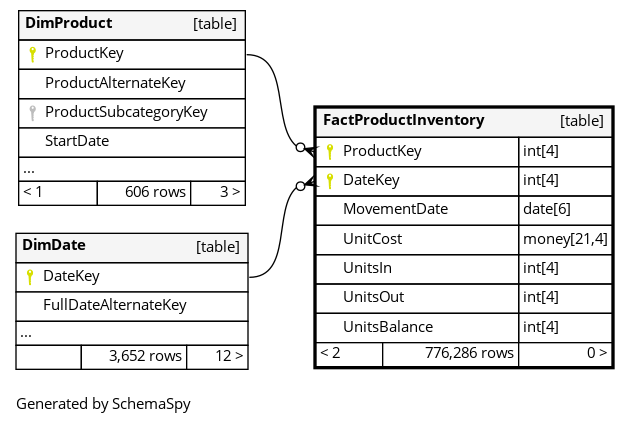 DimProduct [table]
ProductKey
ProductAlternateKey
ProductSubcategoryKey
StartDate
...
< 1 606 rows 3 >
DimDate [table]
DateKey
FullDateAlternateKey
...
3,652 rows 12 >
FactProductInventory [table]
ProductKey int[4]
DateKey int[4]
MovementDate date[6]
UnitCost money[21,4]
UnitsIn int[4]
UnitsOut int[4]
UnitsBalance int[4]
< 2 776,286 rows 0 >
Generated by SchemaSpy